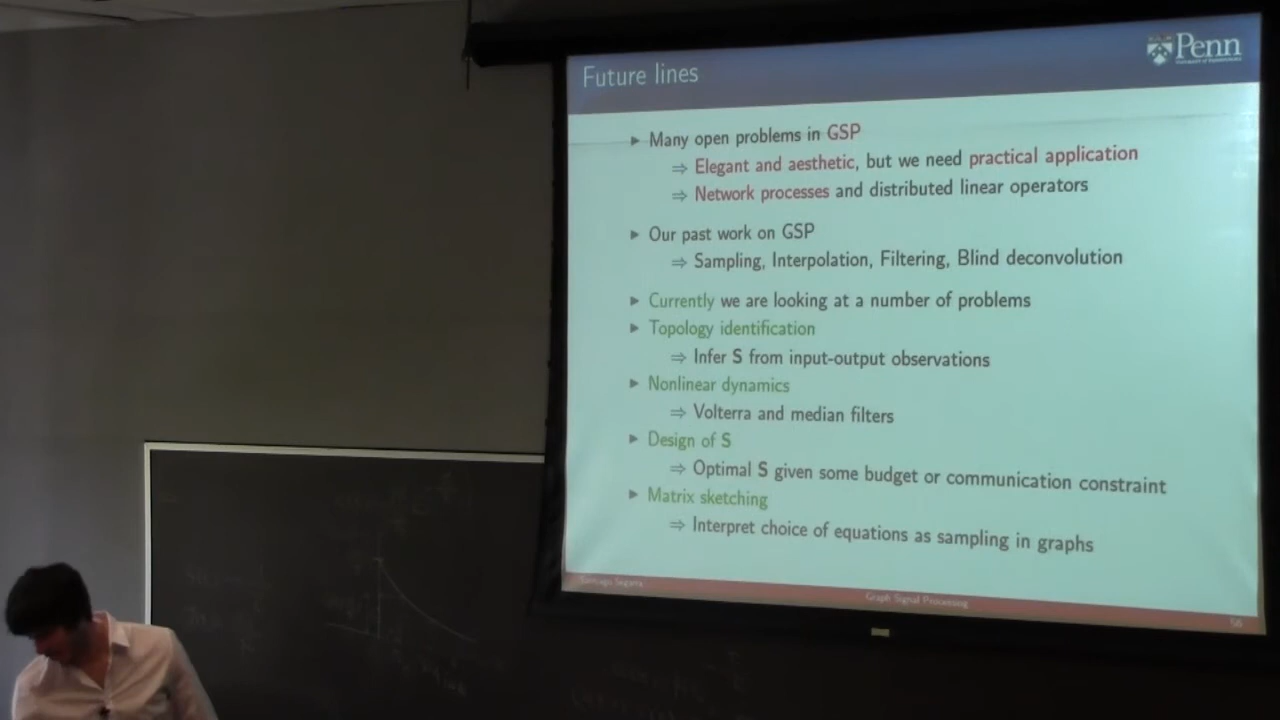 Future lines
Penn
▶ Many open problems in GSP
⇒ Elegant and aesthetic, but we need practical application
⇒ Network processes and distributed linear operators
▶ Our past work on GSP
⇒ Sampling, Interpolation, Filtering, Blind deconvolution
▶ Currently we are looking at a number of problems
▶ Topology identification
⇒ Infer S from input-output observations
▶ Nonlinear dynamics
⇒ Volterra and median filters
▶ Design of S
⇒ Optimal S given some budget or communication constraint
▶ Matrix sketching
⇒ Interpret choice of equations as sampling in graphs
Santiago Segarra
Graph Signal Processing
56